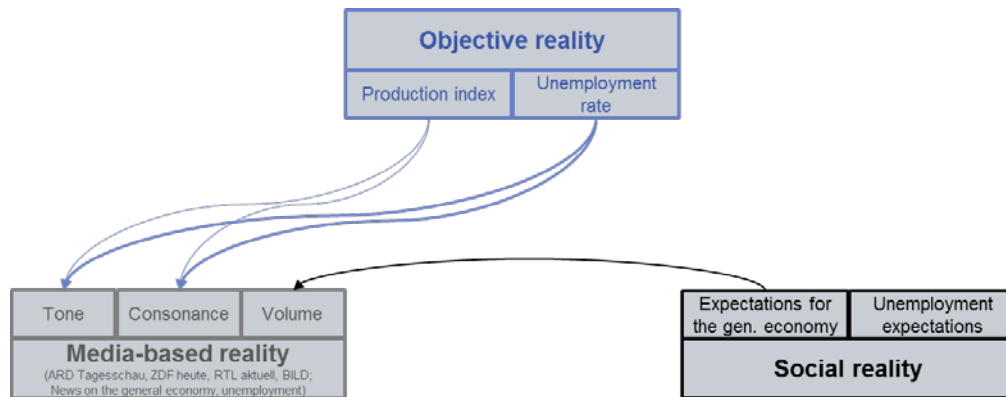 Objective reality
Production index
Unemployment
rate
Tone
Consonance
Volume
Media-based reality
(ARD Tagesschau, ZDF heute, RTL aktuell, BILD;
News on the general economy, unemployment)
Expectations for
the gen. economy
Unemployment
expectations
Social reality